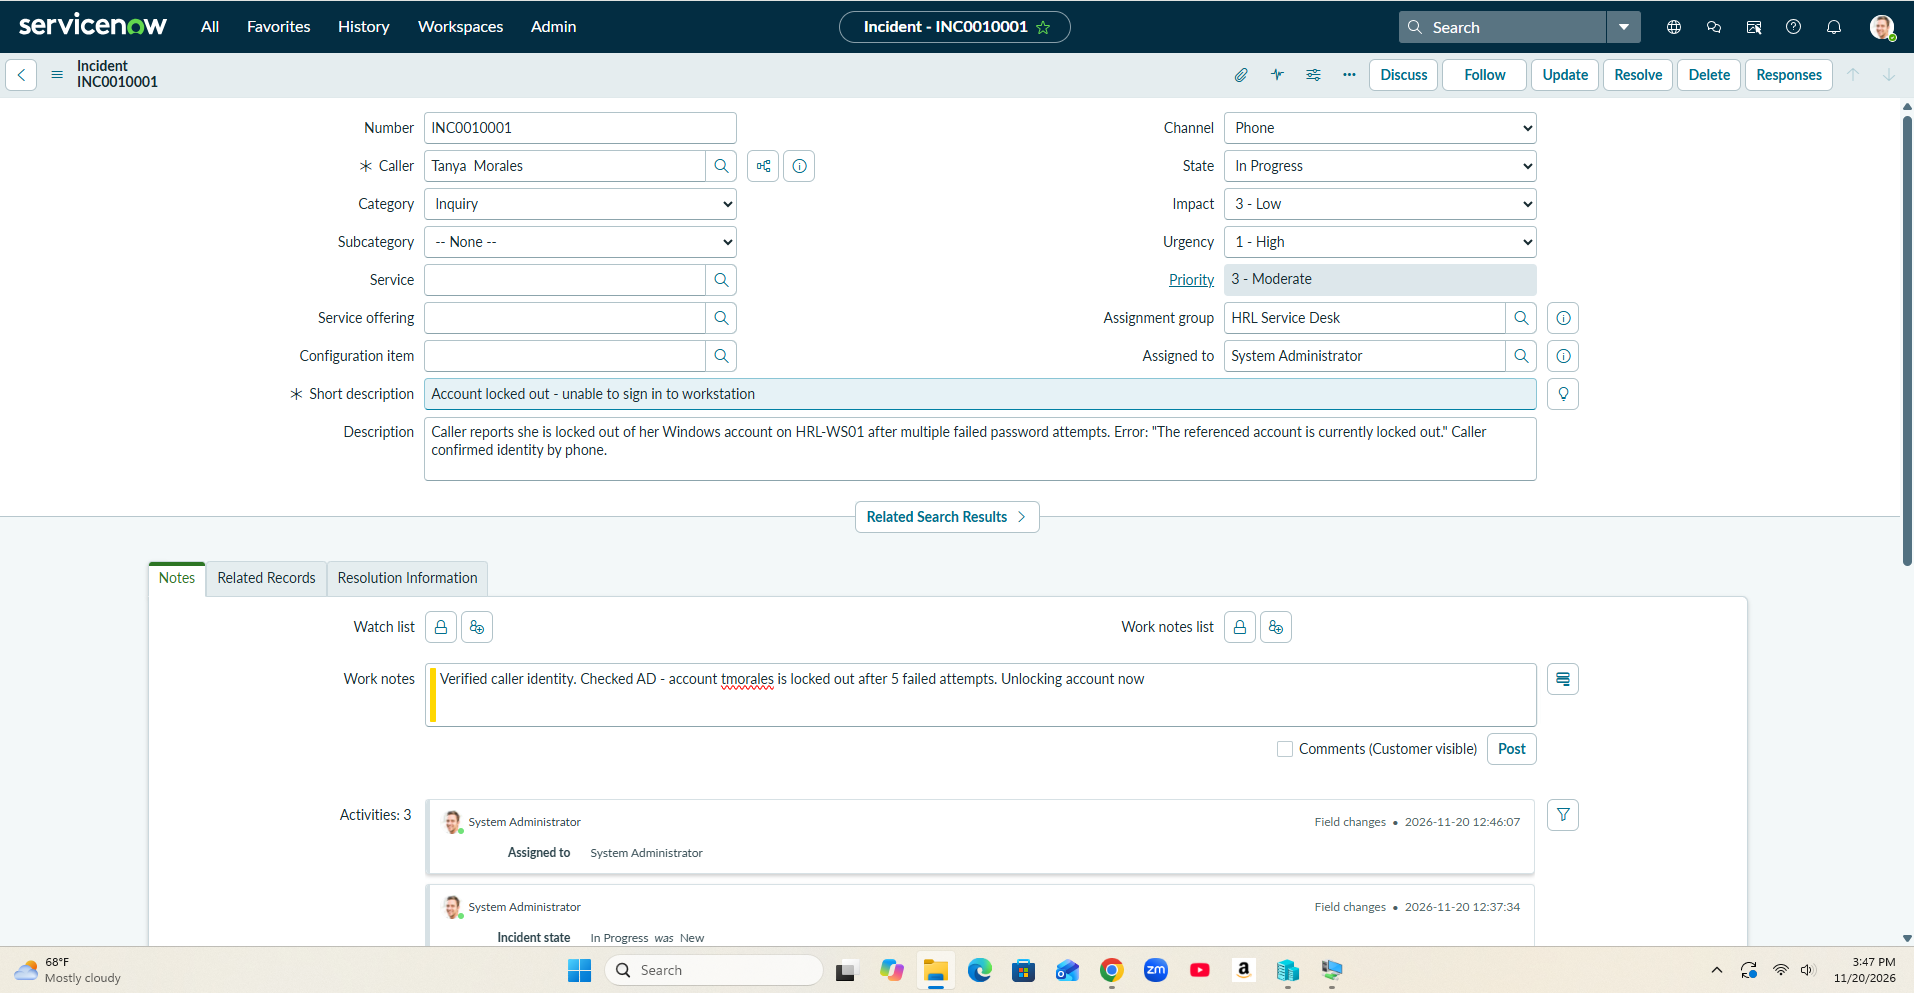 servicenow All Favorites History Workspaces Admin Incident - INC0010001 Search
Incident
INC0010001
Discuss Follow Update Resolve Delete Responses
Number INC0010001 Channel Phone
Caller Tanya Morales State In Progress
Category Inquiry Impact 3 - Low
Subcategory -- None -- Urgency 1 - High
Service Priority 3 - Moderate
Service offering Assignment group HRL Service Desk
Configuration item Assigned to System Administrator
Short description Account locked out - unable to sign in to workstation
Description Caller reports she is locked out of her Windows account on HRL-WS01 after multiple failed password attempts. Error: "The referenced account is currently locked out." Caller
confirmed identity by phone.
Related Search Results
Notes Related Records Resolution Information
Watch list Work notes list
Work notes Verified caller identity. Checked AD - account tmorales is locked out after 5 failed attempts. Unlocking account now
Comments (Customer visible) Post
Activities: 3 System Administrator Field changes • 2026-11-20 12:46:07
Assigned to System Administrator
System Administrator Field changes • 2026-11-20 12:37:34
Incident state In Progress was New
68°F
Mostly cloudy
Search
zm
a
3:47 PM
11/20/2026